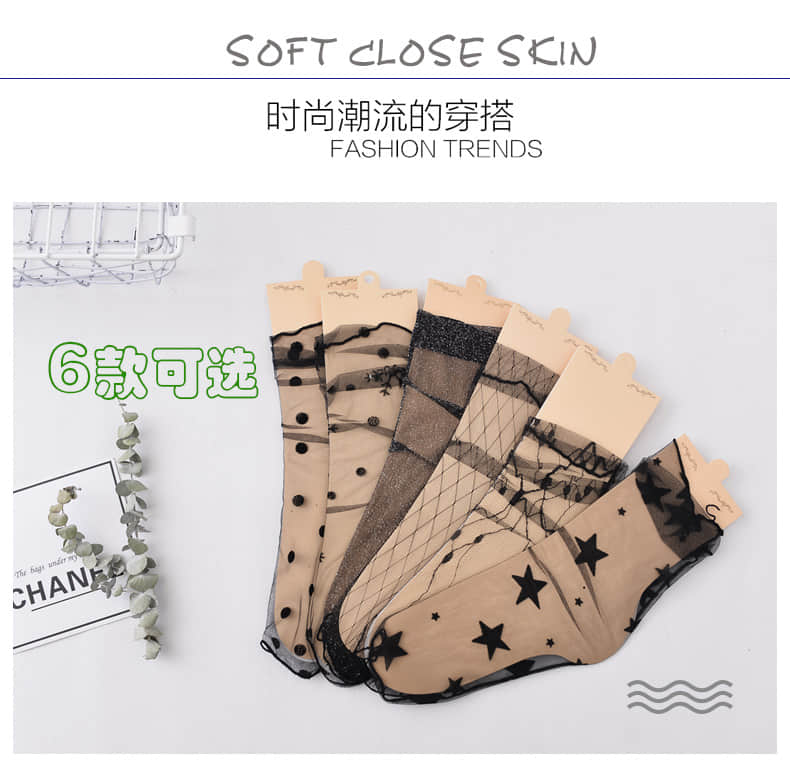 SOFT CLOSE SKIN
时尚潮流的穿搭
FASHION TRENDS
6款可选
The bags under my
CHANEL